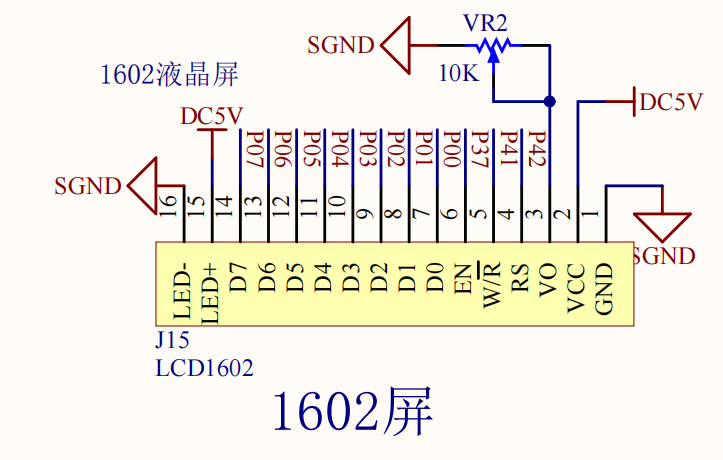 VR2
SGND
10K
1602液晶屏
DC5V
DC5V
P07
P06
P05
P04
P03
P02
P01
P00
P37
P41
P42
SGND
16
15
14
13
12
11
10
9
8
7
6
5
4
3
2
1
SGND
LED-
LED+
D7
D6
D5
D4
D3
D2
D1
D0
EN
W/R
RS
VO
VCC
GND
J15
LCD1602
1602屏